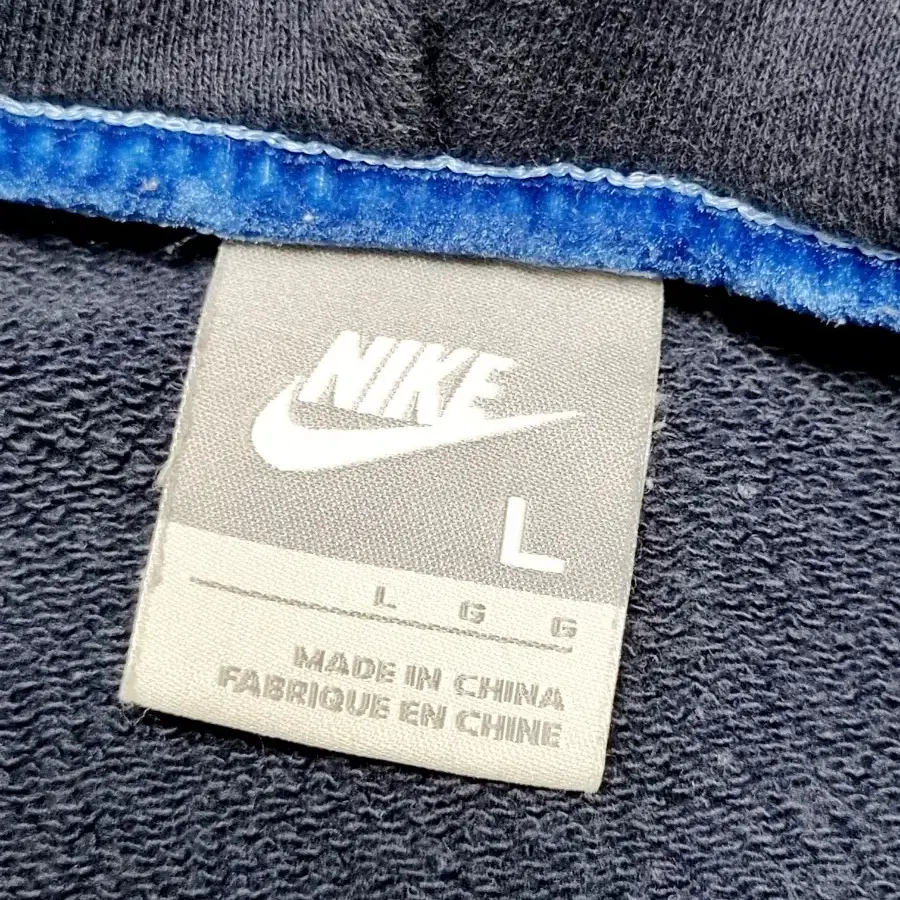 NIKE
L
L G G
MADE IN CHINA
FABRIQUE EN CHINE